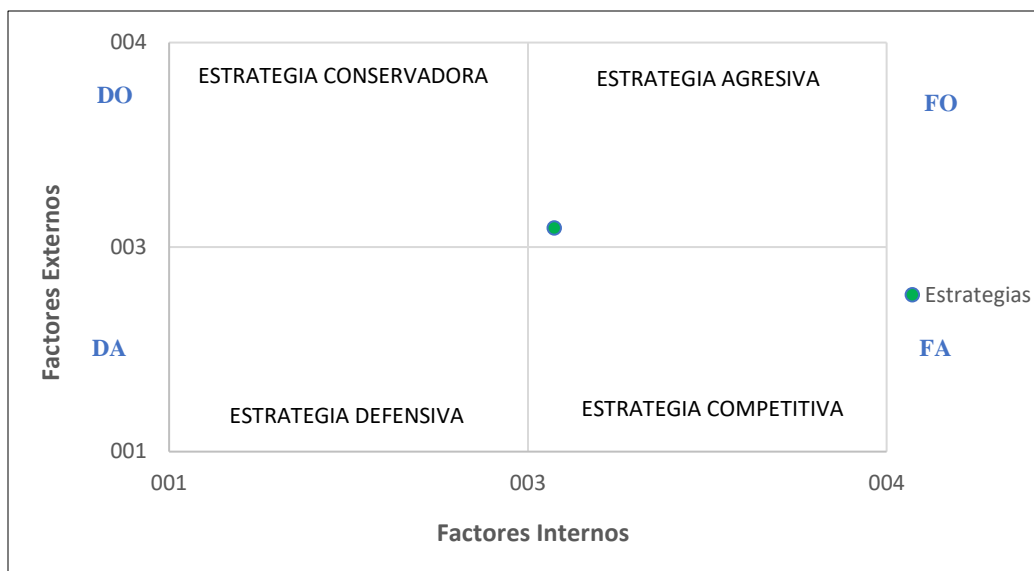 004
ESTRATEGIA CONSERVADORA
ESTRATEGIA AGRESIVA
DO
FO
Factores Externos
003
Estrategias
DA
FA
ESTRATEGIA DEFENSIVA
ESTRATEGIA COMPETITIVA
001
001
003
004
Factores Internos